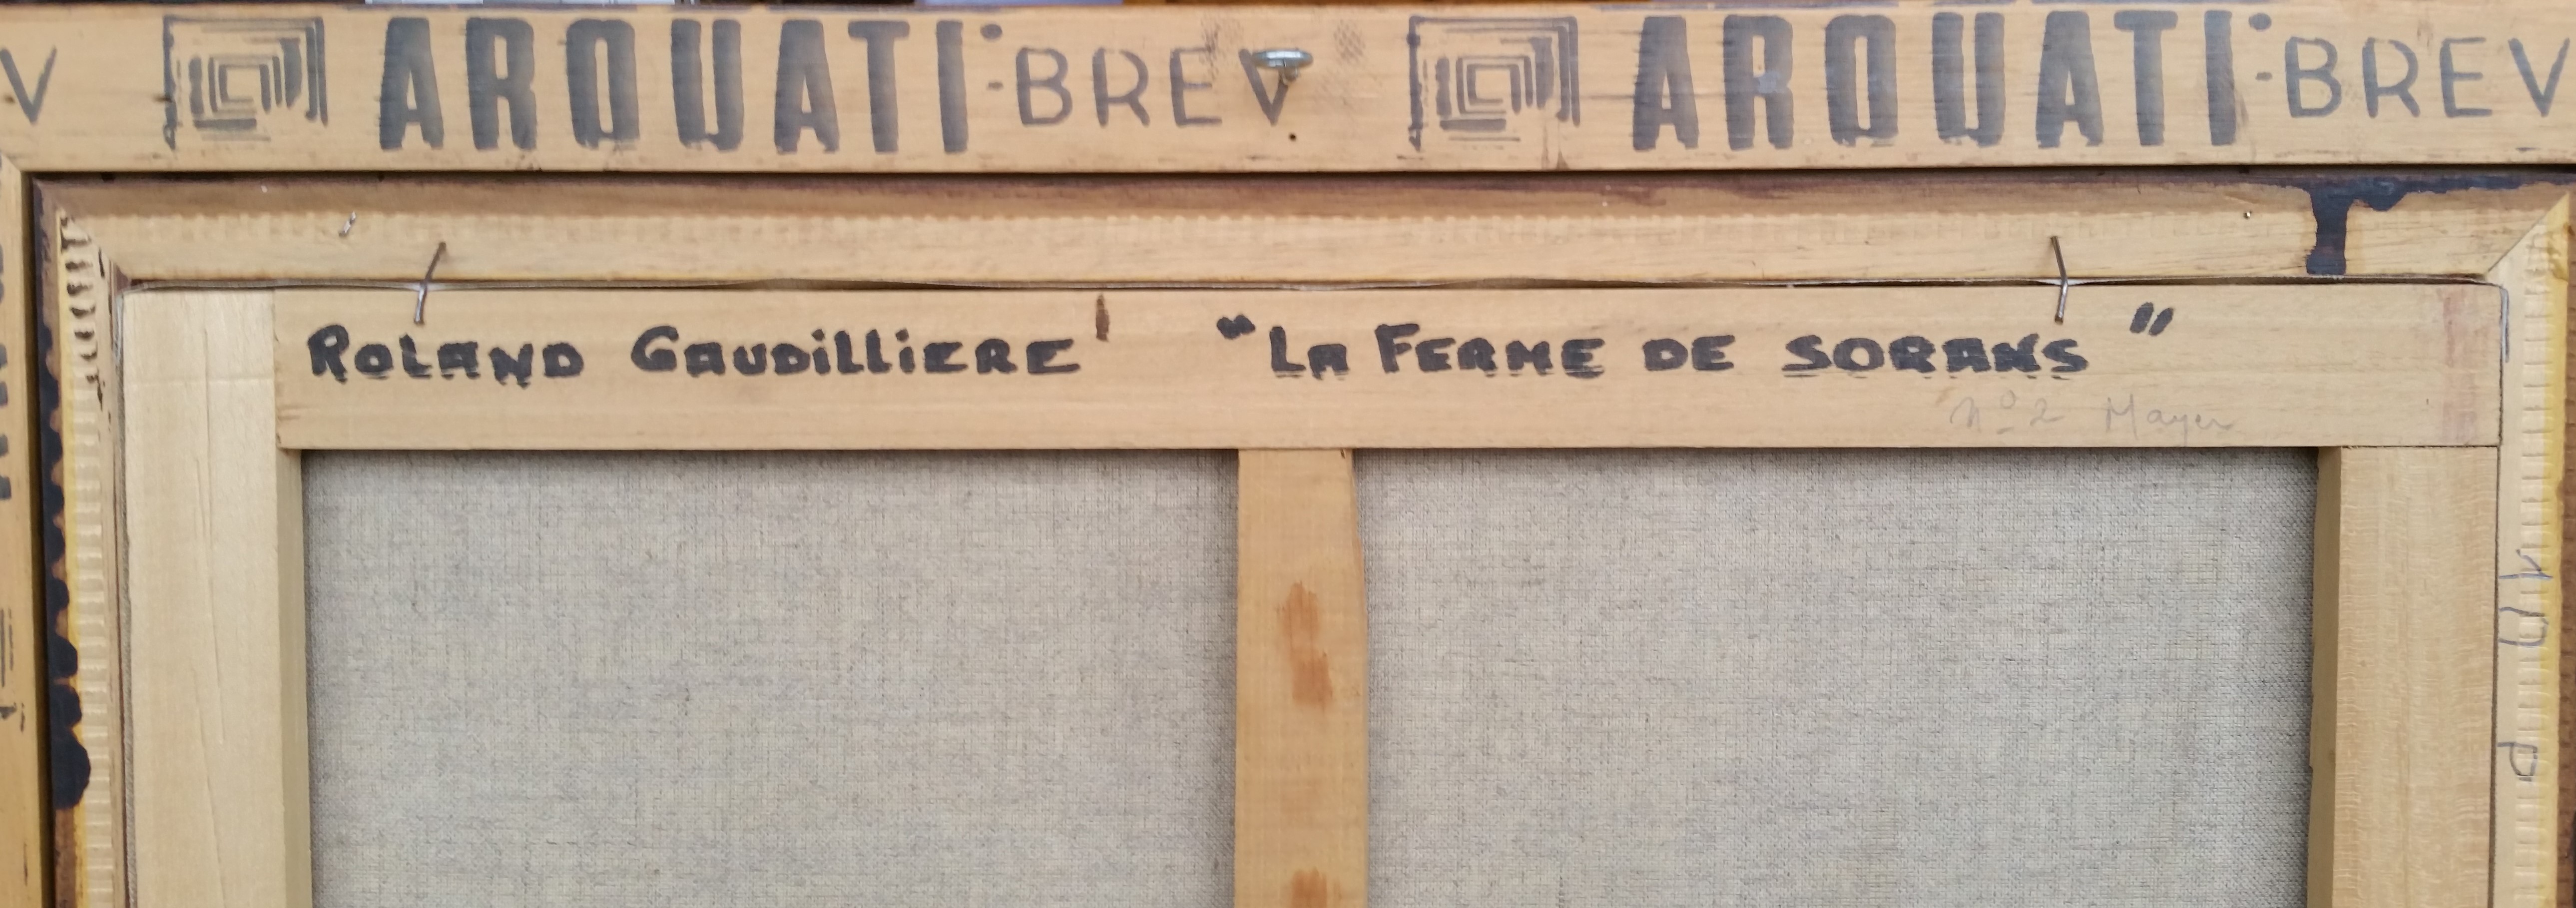 V AROUATI·-BREV AROUATI·-BREV
ROLAND GAUDILLIERE "LA FERME DE SORANS"
N° 2 Mayer